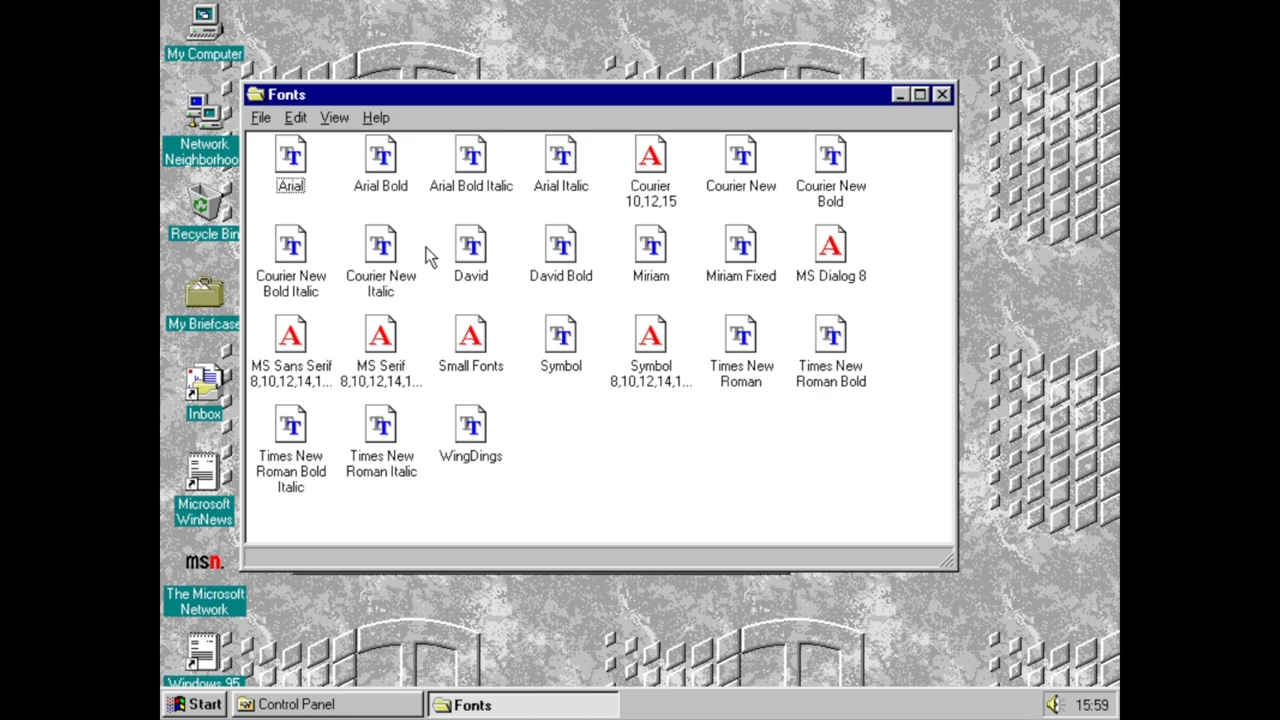 My Computer
Network
Neighborhoo
Recycle Bin
My Briefcase
Inbox
Microsoft
WinNews
msn.
The Microsoft
Network
Windows 95
Fonts
File Edit View Help
Arial
Arial Bold
Arial Bold Italic
Arial Italic
Courier
10,12,15
Courier New
Courier New
Bold
Courier New
Bold Italic
Courier New
Italic
David
David Bold
Miriam
Miriam Fixed
MS Dialog 8
MS Sans Serif
8,10,12,14,1...
MS Serif
8,10,12,14,1...
Small Fonts
Symbol
Symbol
8,10,12,14,1...
Times New
Roman
Times New
Roman Bold
Times New
Roman Bold
Italic
Times New
Roman Italic
WingDings
Start
Control Panel
Fonts
15:59